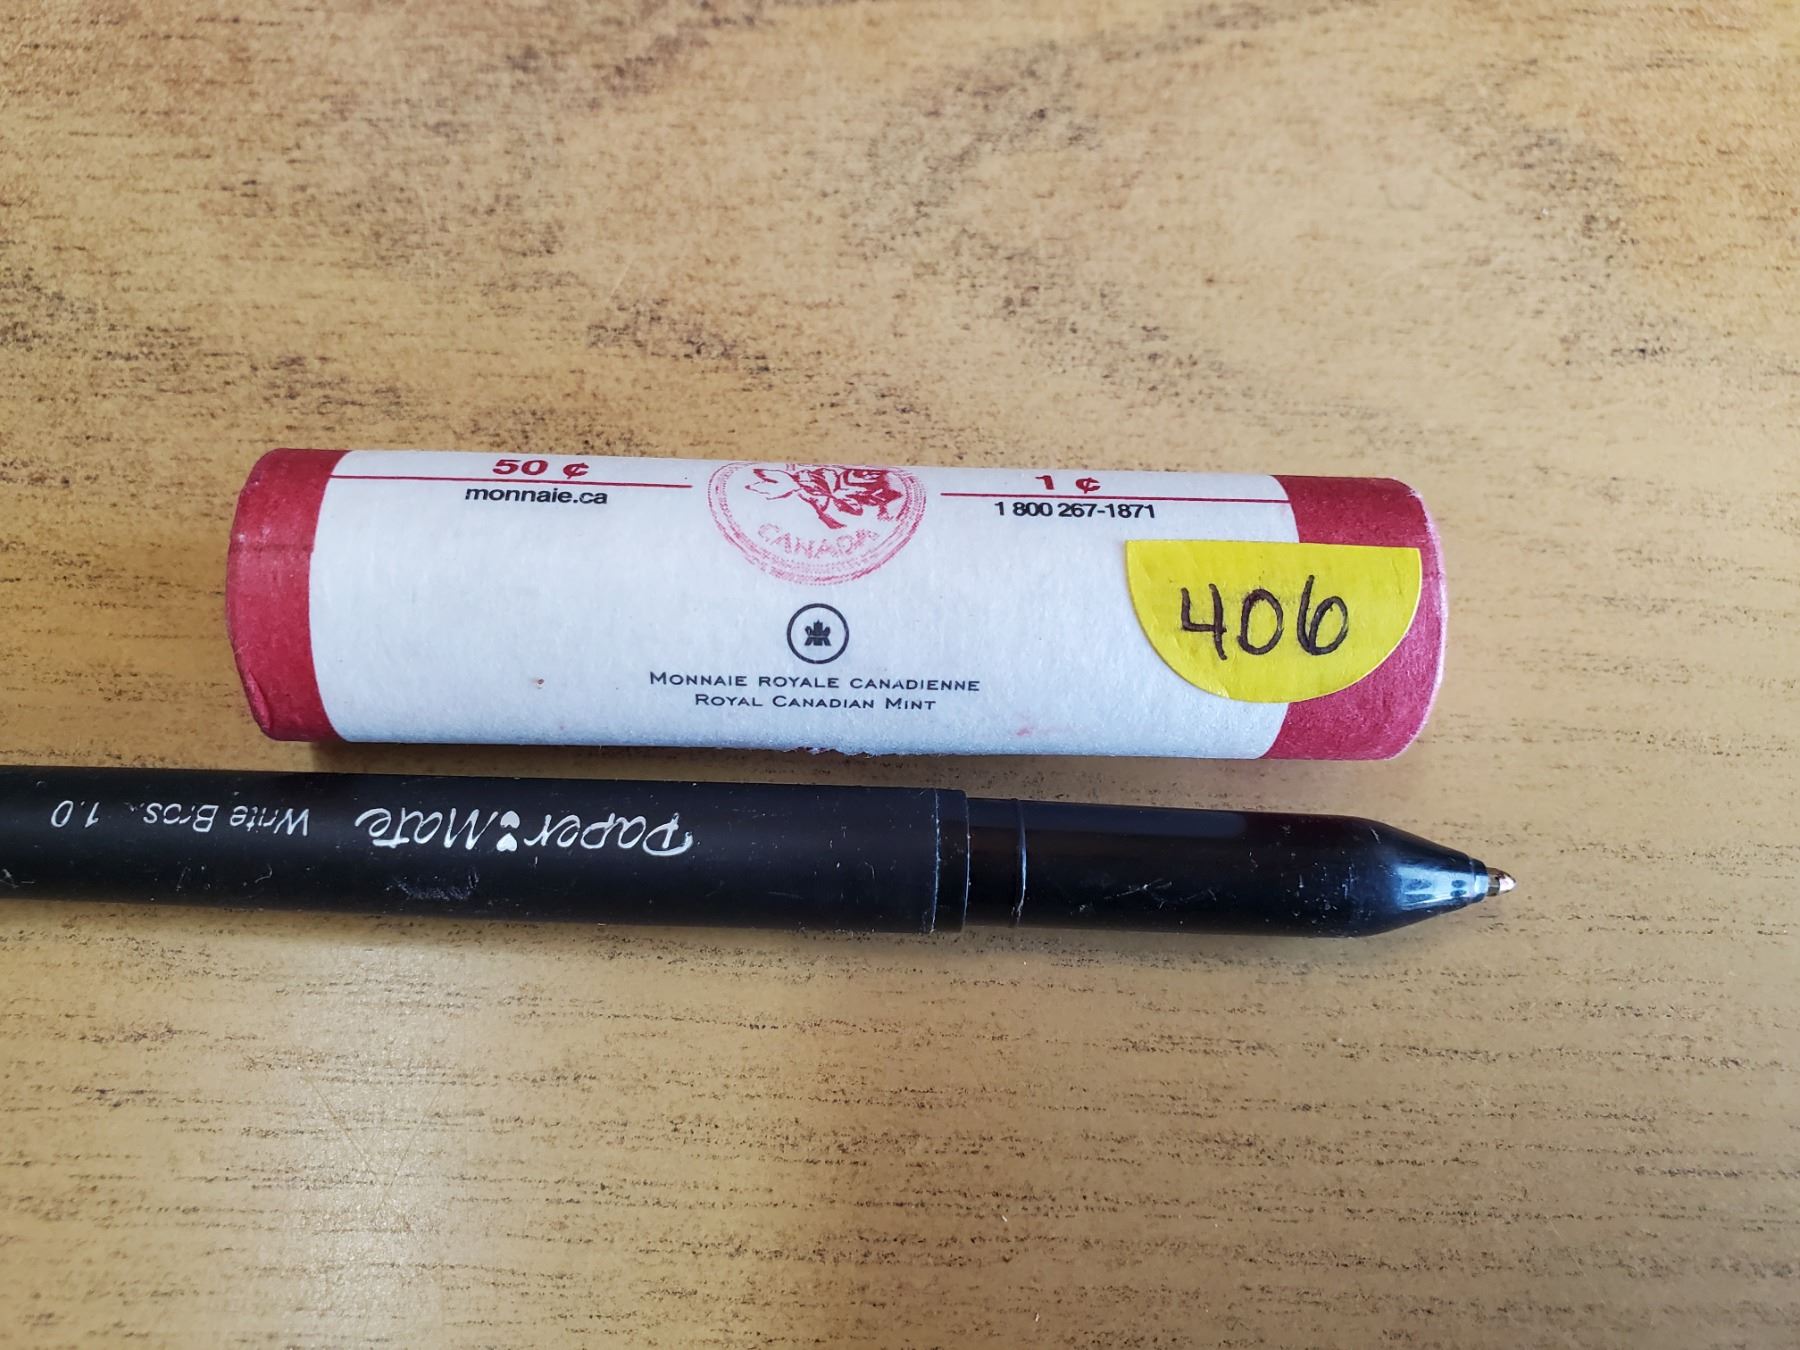 50 ¢
monnaie.ca
CANADA
1 ¢
1 800 267-1871
406
MONNAIE ROYALE CANADIENNE
ROYAL CANADIAN MINT
Paper Mate Write Bros. 1.0